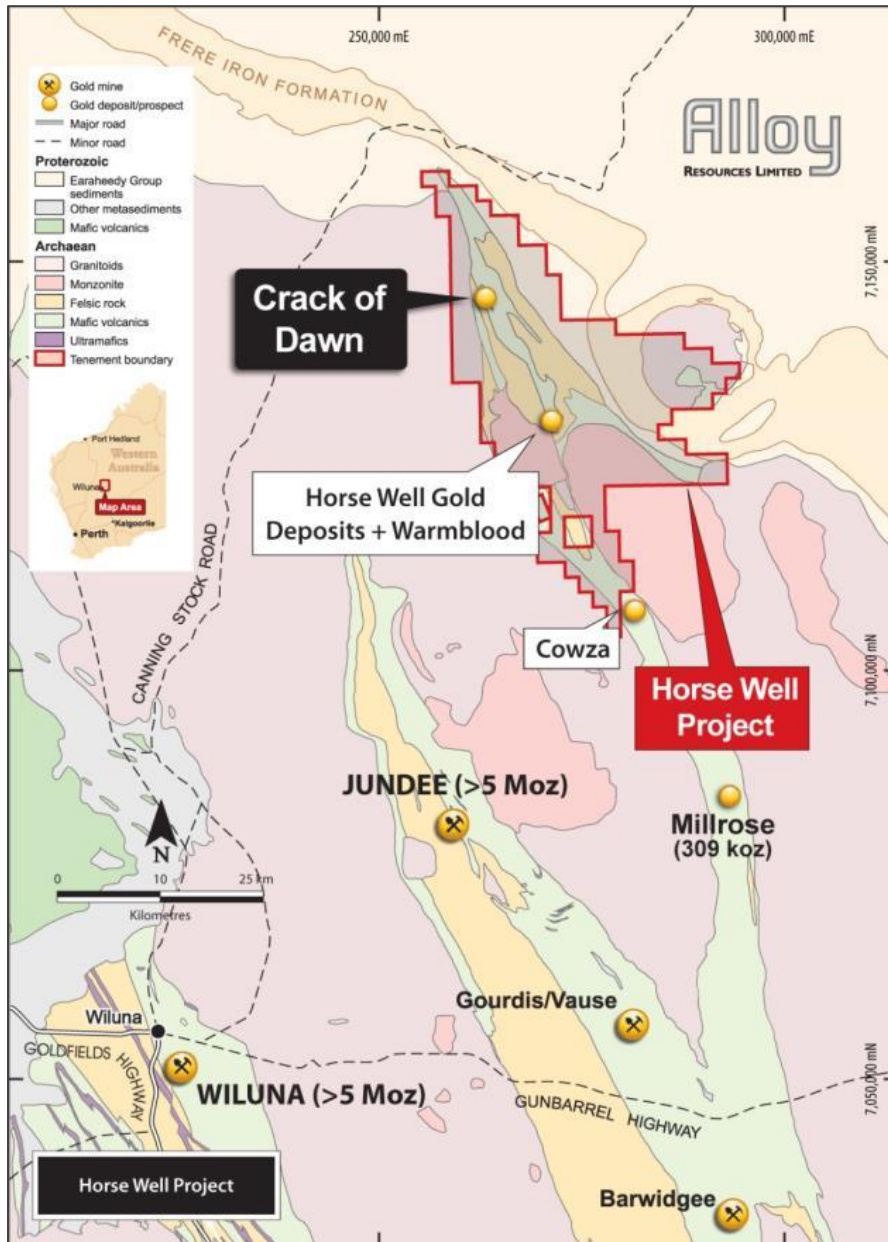 250,000 mE
300,000 mE
FRERE IRON FORMATION
Alloy
RESOURCES LIMITED
Gold mine
Gold deposit/prospect
Major road
Minor road
Proterozoic
Earaheedy Group
sediments
Other metasediments
Mafic volcanics
Archaean
Granitoids
Monzonite
Felsic rock
Mafic volcanics
Ultramafics
Tenement boundary
Port Hedland
Western
Australia
Wiluna
Map Area
Kalgoorlie
Perth
7,150,000 mN
Crack of
Dawn
Horse Well Gold
Deposits + Warmblood
CANNING STOCK ROAD
Cowza
7,100,000 mN
Horse Well
Project
JUNDEE (>5 Moz)
Millrose
(309 koz)
N
0 10 25 km
Kilometres
Gourdis/Vause
Wiluna
GOLDFIELDS HIGHWAY
WILUNA (>5 Moz)
GUNBARREL HIGHWAY
7,050,000 mN
Horse Well Project
Barwidgee